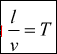 l/v = T